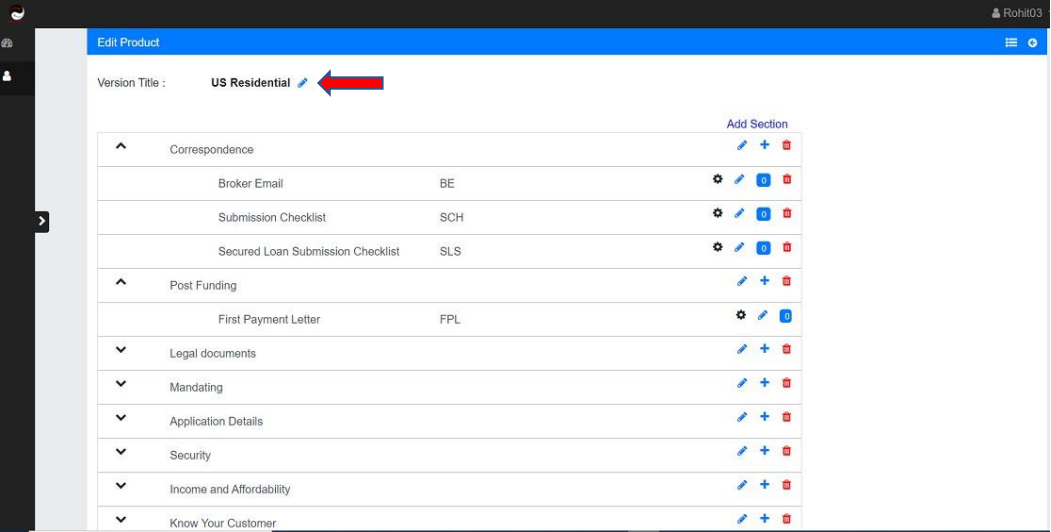 Rohit03
Edit Product
Version Title : US Residential
Add Section
Correspondence
Broker Email BE 0
Submission Checklist SCH 0
Secured Loan Submission Checklist SLS 0
Post Funding
First Payment Letter FPL 0
Legal documents
Mandating
Application Details
Security
Income and Affordability
Know Your Customer